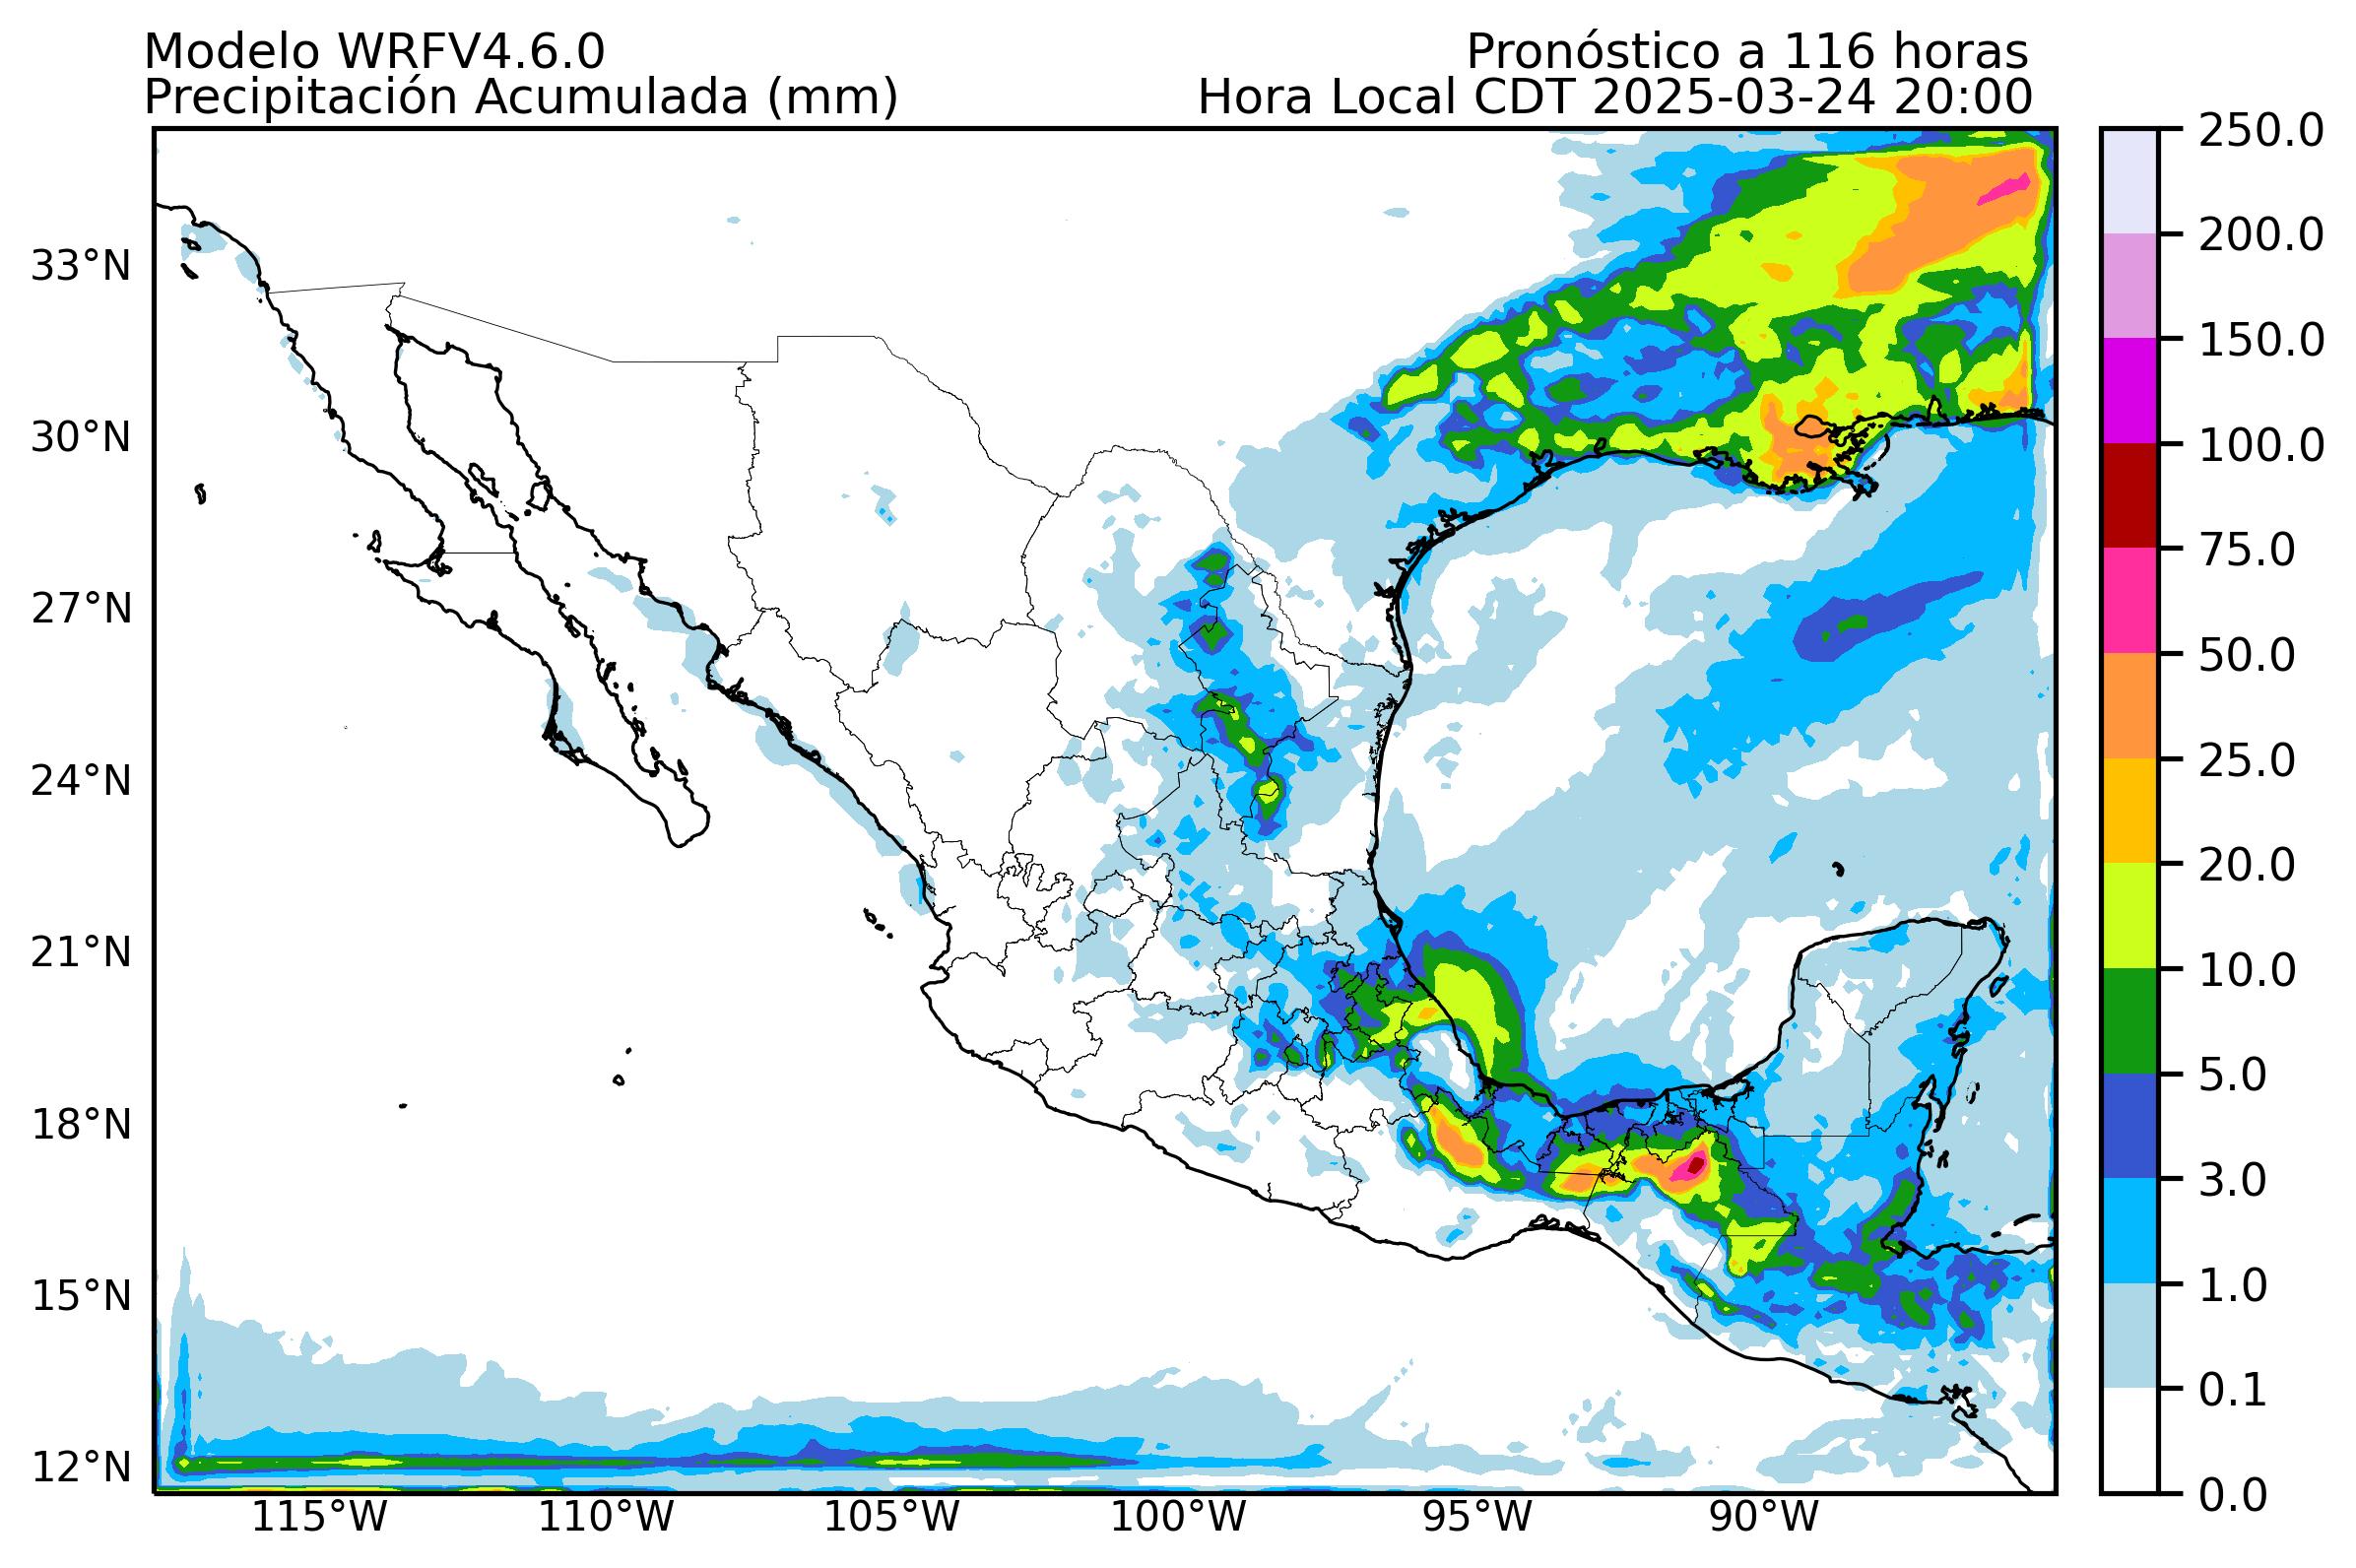 Modelo WRFV4.6.0
Pronóstico a 116 horas
Precipitación Acumulada (mm)
Hora Local CDT 2025-03-24 20:00
33°N
30°N
27°N
24°N
21°N
18°N
15°N
12°N
115°W
110°W
105°W
100°W
95°W
90°W
250.0
200.0
150.0
100.0
75.0
50.0
25.0
20.0
10.0
5.0
3.0
1.0
0.1
0.0